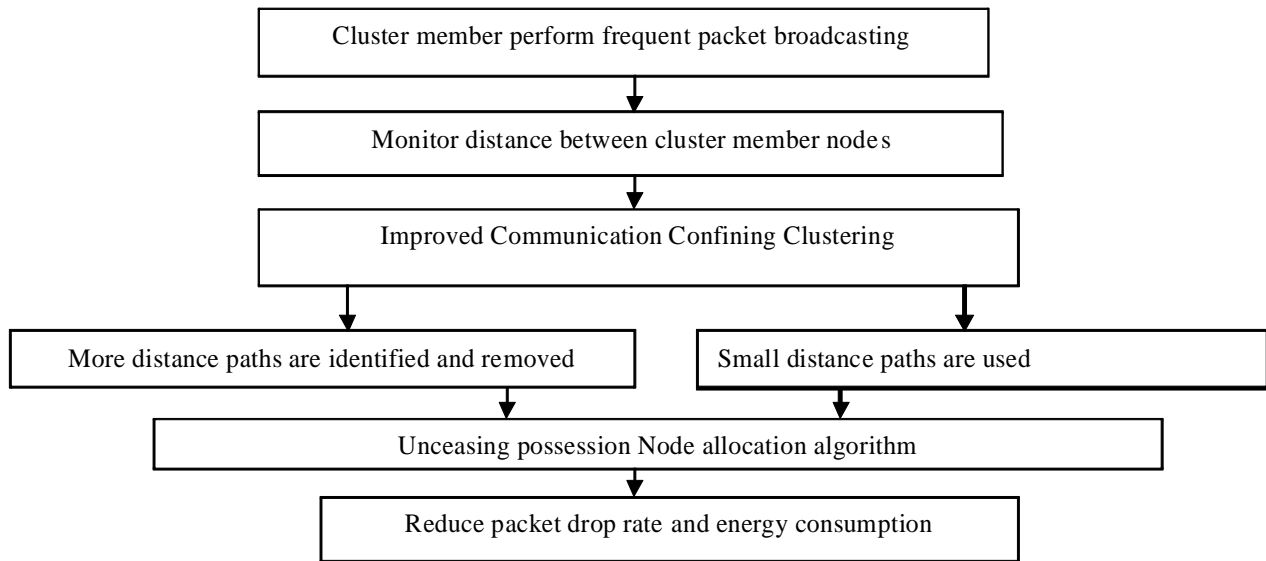 Cluster member perform frequent packet broadcasting
Monitor distance between cluster member nodes
Improved Communication Confining Clustering
More distance paths are identified and removed
Small distance paths are used
Unceasing possession Node allocation algorithm
Reduce packet drop rate and energy consumption